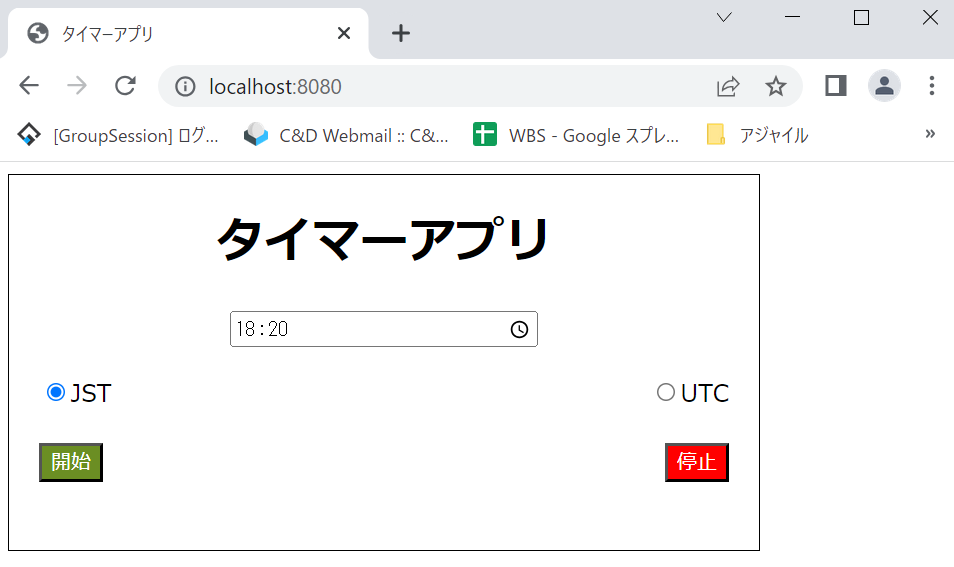 タイマーアプリ
localhost:8080
[GroupSession] ログ...
C&D Webmail :: C&...
WBS - Google スプレ...
アジャイル
»
タイマーアプリ
18:20
JST
UTC
開始
停止